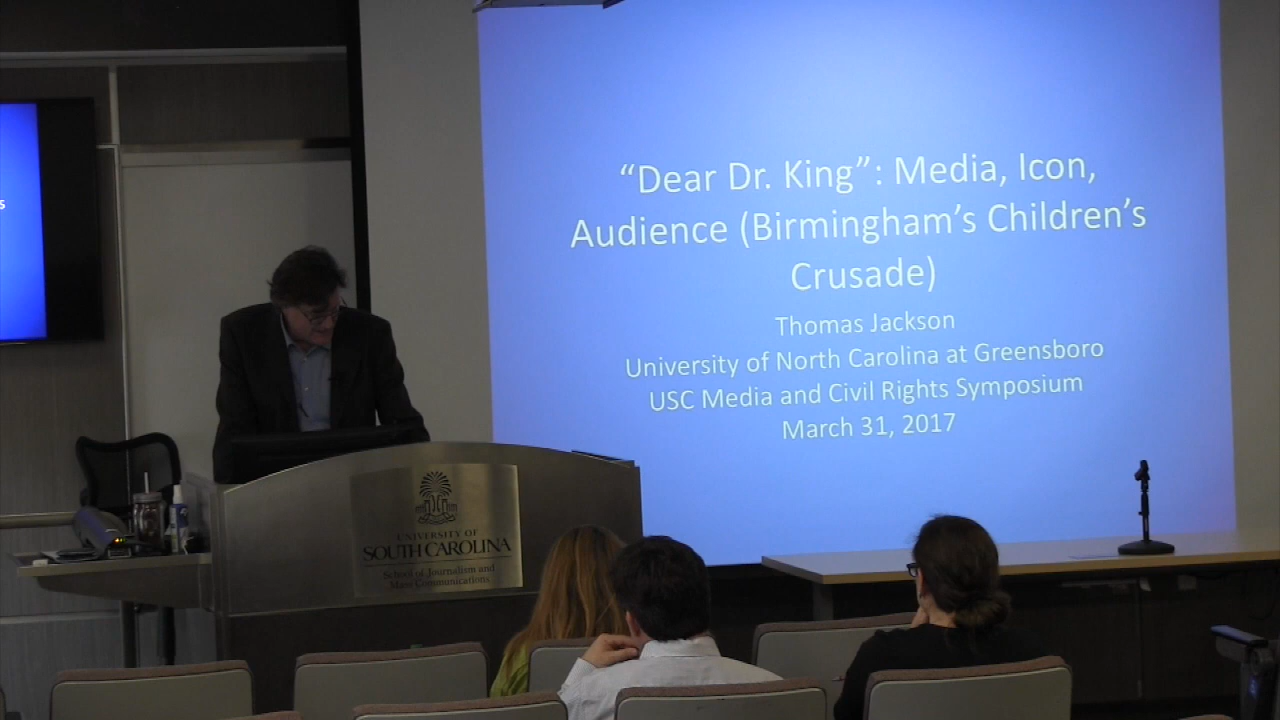 “Dear Dr. King”: Media, Icon,
Audience (Birmingham’s Children’s
Crusade)
Thomas Jackson
University of North Carolina at Greensboro
USC Media and Civil Rights Symposium
March 31, 2017
UNIVERSITY OF
SOUTH CAROLINA
School of Journalism and
Mass Communications
s